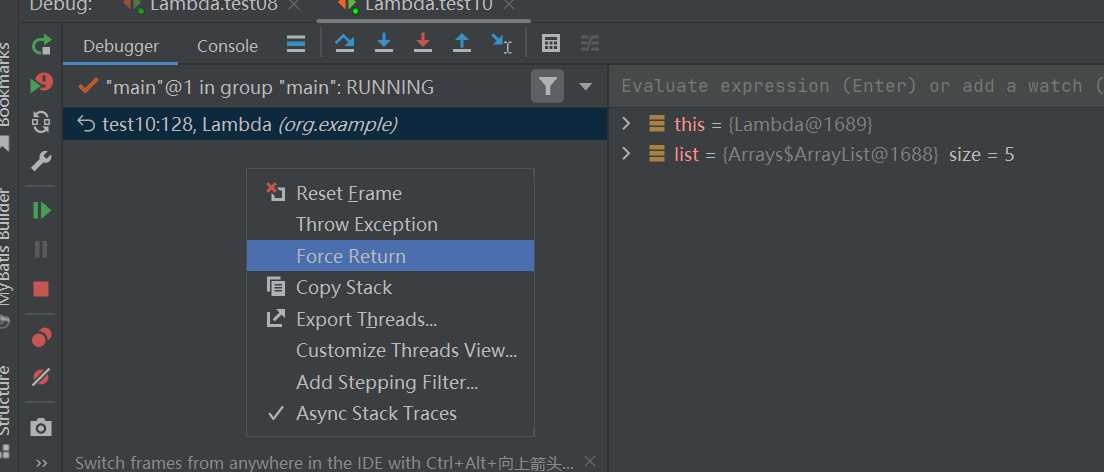 Debug: Lambda.test08 × Lambda.test10 ×
Debugger Console
"main"@1 in group "main": RUNNING
Evaluate expression (Enter) or add a watch (
test10:128, Lambda (org.example)
this = {Lambda@1689}
list = {Arrays$ArrayList@1688} size = 5
Reset Frame
Throw Exception
Force Return
Copy Stack
Export Threads...
Customize Threads View...
Add Stepping Filter...
Async Stack Traces
Switch frames from anywhere in the IDE with Ctrl+Alt+向上箭头... ×
Bookmarks
MyBatis Builder
Structure
9